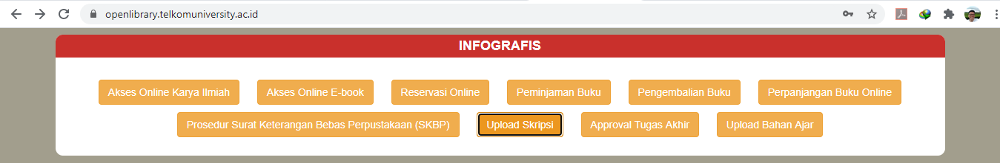 openlibrary.telkomuniversity.ac.id
INFOGRAFIS
Akses Online Karya Ilmiah Akses Online E-book Reservasi Online Peminjaman Buku Pengembalian Buku Perpanjangan Buku Online
Prosedur Surat Keterangan Bebas Perpustakaan (SKBP) Upload Skripsi Approval Tugas Akhir Upload Bahan Ajar